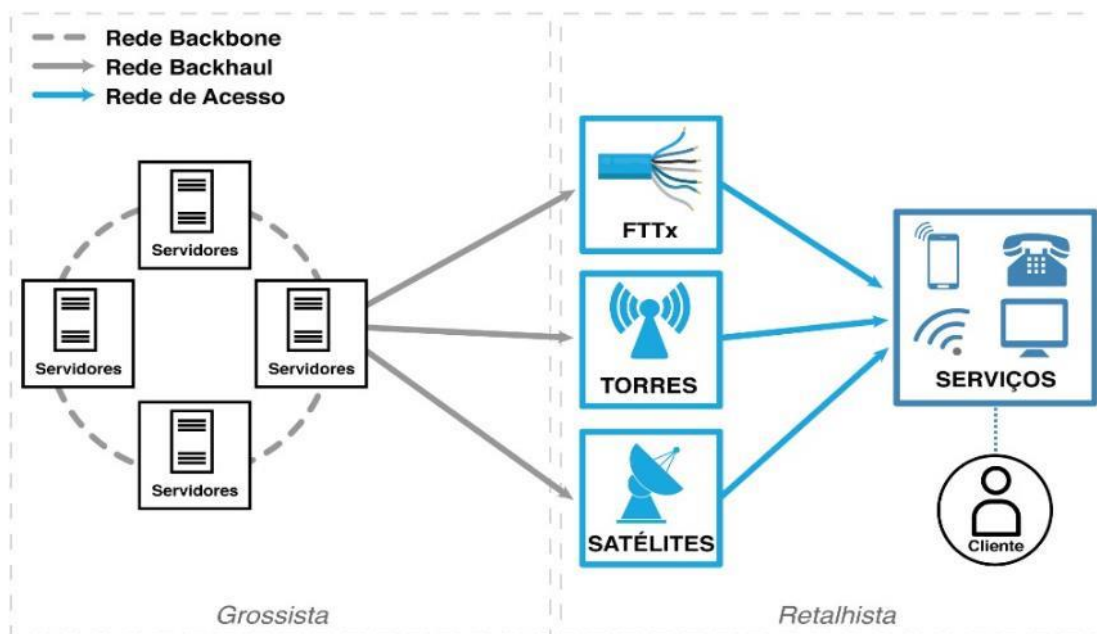 Rede Backbone
Rede Backhaul
Rede de Acesso
Servidores
Servidores
Servidores
Servidores
FTTx
TORRES
SATÉLITES
SERVIÇOS
Cliente
Grossista
Retalhista